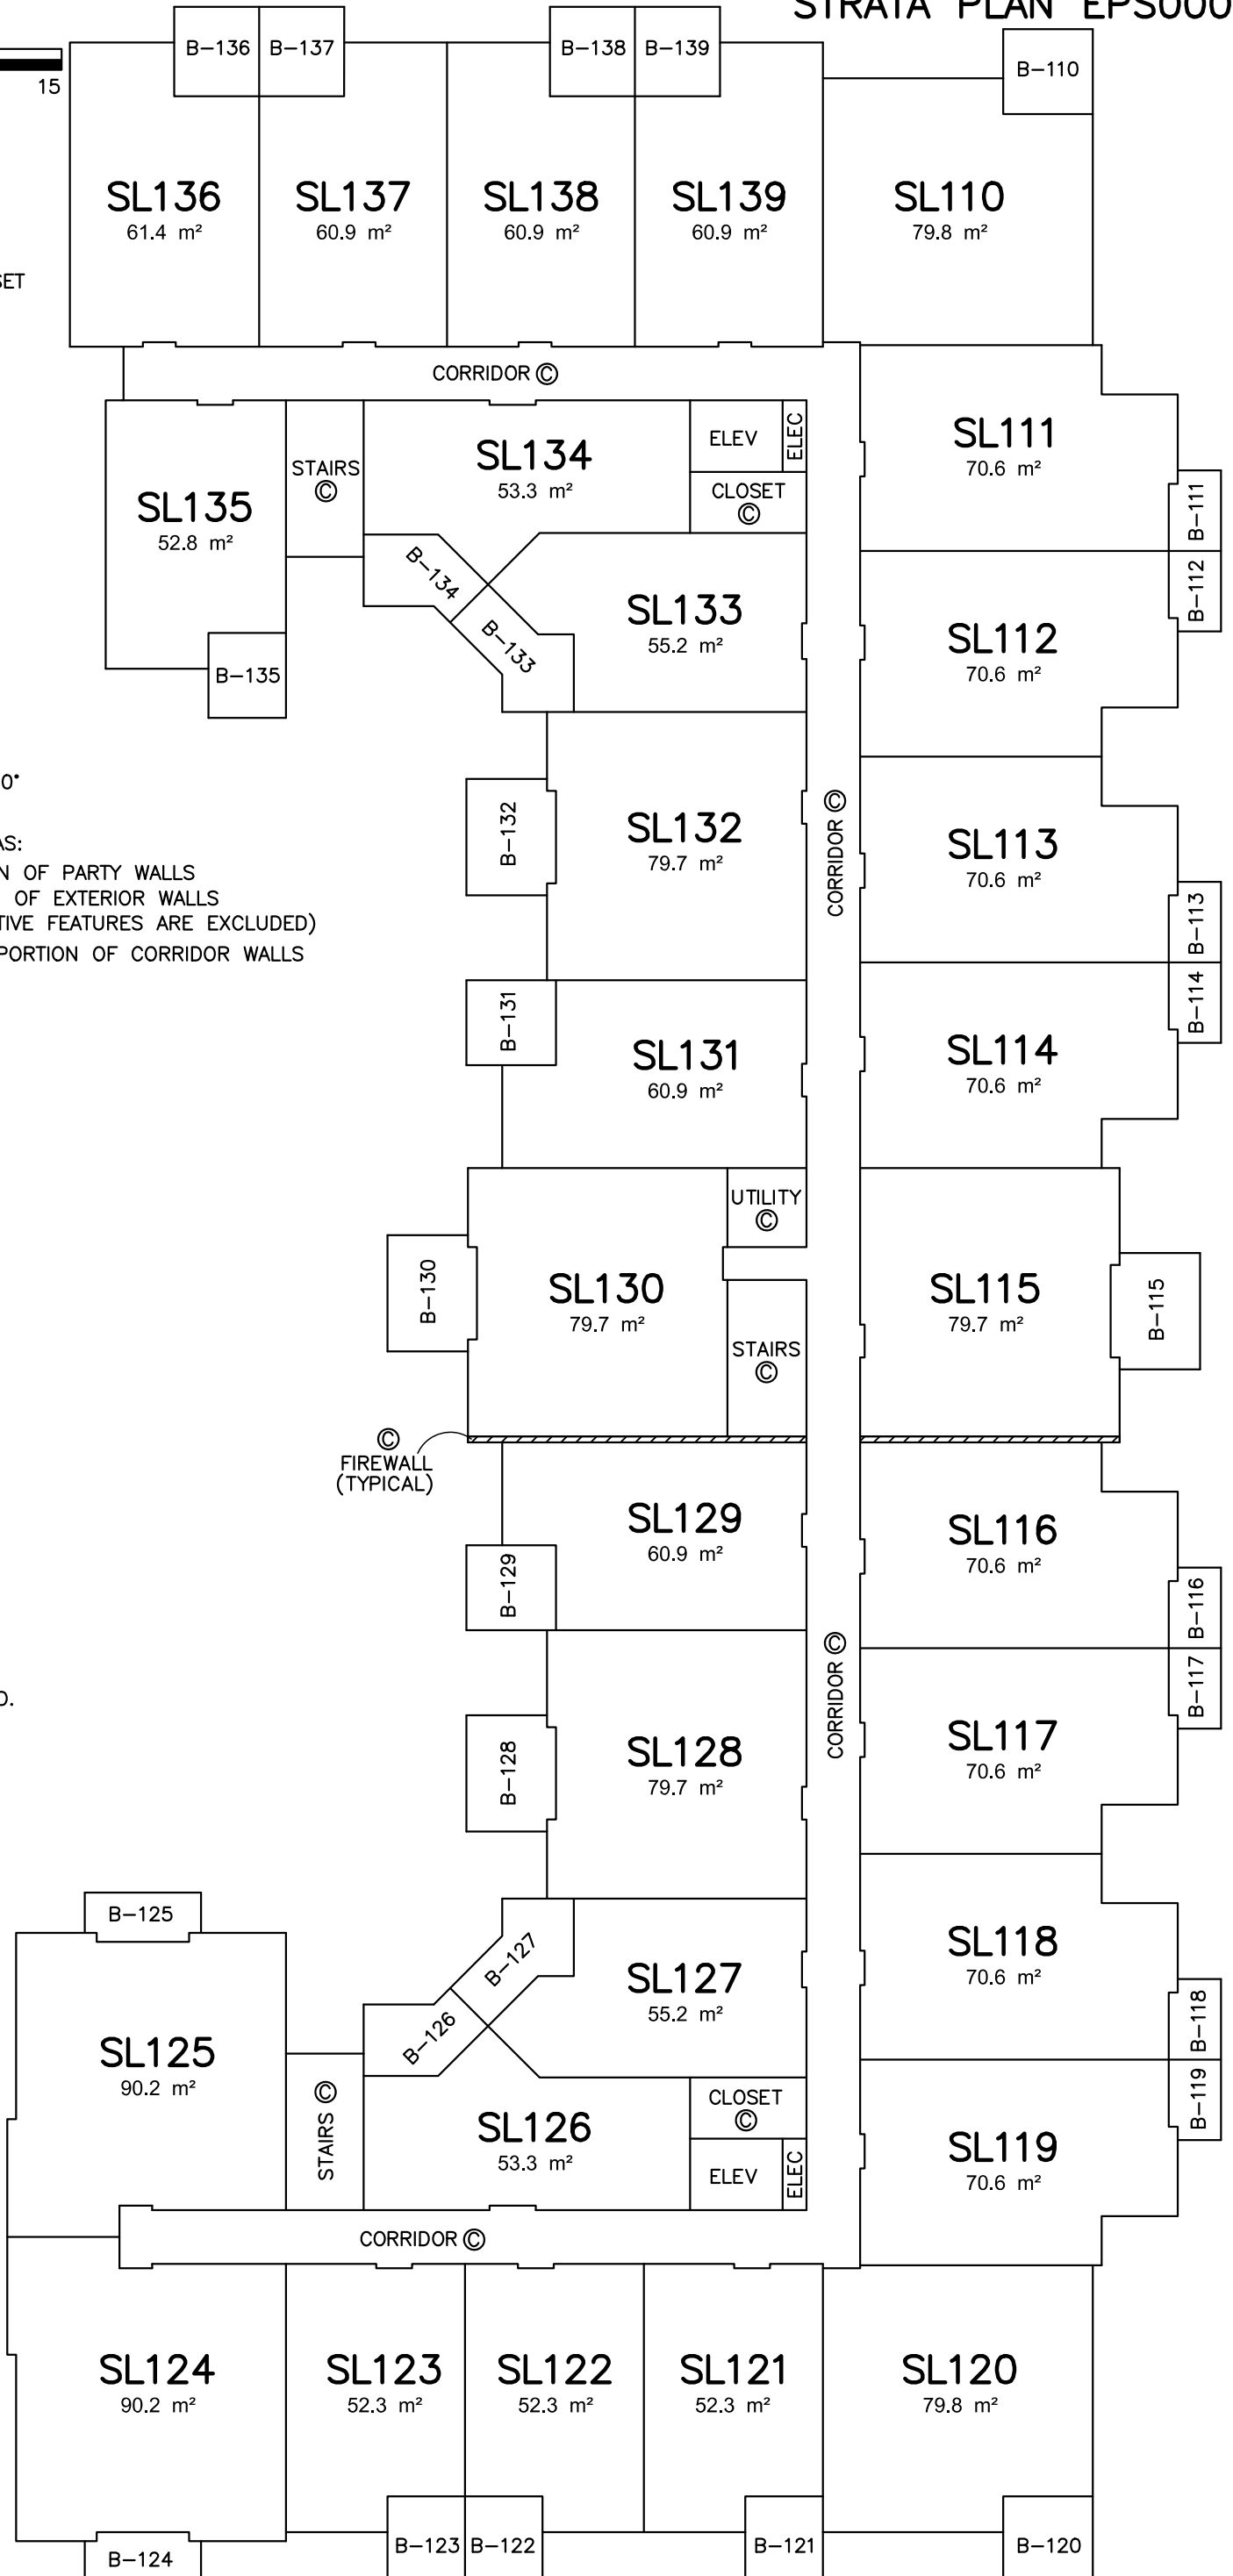 STRATA PLAN EPS000
B-136
B-137
B-138
B-139
B-110
15
SL136
61.4 m²
SL137
60.9 m²
SL138
60.9 m²
SL139
60.9 m²
SL110
79.8 m²
SET
CORRIDOR ©
SL135
52.8 m²
STAIRS
©
SL134
53.3 m²
ELEV
ELEC
CLOSET
©
SL111
70.6 m²
B-111
B-112
B-134
B-133
SL133
55.2 m²
SL112
70.6 m²
B-135
0°
AS:
N OF PARTY WALLS
OF EXTERIOR WALLS
TIVE FEATURES ARE EXCLUDED)
PORTION OF CORRIDOR WALLS
B-132
SL132
79.7 m²
CORRIDOR ©
SL113
70.6 m²
B-113
B-114
B-131
SL131
60.9 m²
SL114
70.6 m²
UTILITY
©
B-130
SL130
79.7 m²
STAIRS
©
SL115
79.7 m²
B-115
©
FIREWALL
(TYPICAL)
SL129
60.9 m²
B-129
SL116
70.6 m²
B-116
B-117
O.
CORRIDOR ©
B-128
SL128
79.7 m²
SL117
70.6 m²
B-125
B-127
B-126
SL127
55.2 m²
SL118
70.6 m²
B-118
B-119
SL125
90.2 m²
STAIRS ©
SL126
53.3 m²
CLOSET
©
ELEV
ELEC
SL119
70.6 m²
CORRIDOR ©
SL124
90.2 m²
SL123
52.3 m²
SL122
52.3 m²
SL121
52.3 m²
SL120
79.8 m²
B-124
B-123
B-122
B-121
B-120